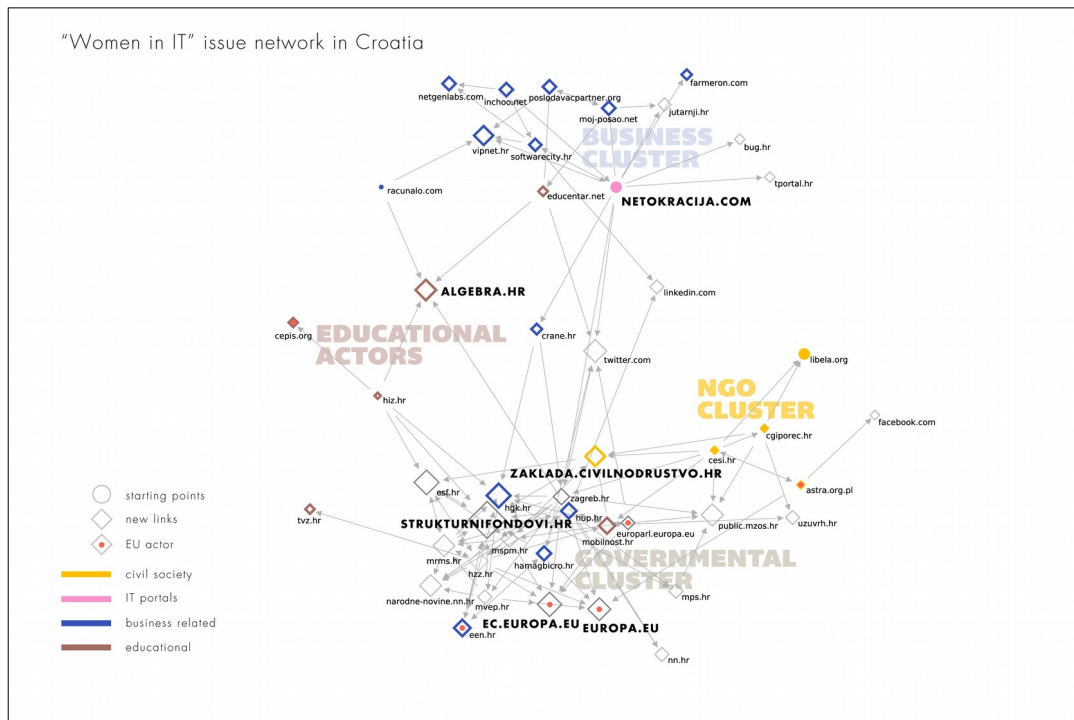 “Women in IT” issue network in Croatia
farmeron.com
netgenlabs.com
inchoo.net
poslodavacpartner.org
jutarnji.hr
moj-posao.net
BUSINESS
CLUSTER
bug.hr
vipnet.hr
softwarecity.hr
tportal.hr
racunalo.com
educentar.net
NETOKRACIJA.COM
ALGEBRA.HR
linkedin.com
cepis.org
EDUCATIONAL
ACTORS
crane.hr
twitter.com
libela.org
NGO
CLUSTER
hiz.hr
facebook.com
cgiporec.hr
cesi.hr
ZAKLADA.CIVILNODRUSTVO.HR
esf.hr
zagreb.hr
astra.org.pl
hgk.hr
STRUKTURNIFONDOVI.HR
hup.hr
tvz.hr
public.mzos.hr
uzuvrh.hr
europarl.europa.eu
mobilnost.hr
mspm.hr
mrms.hr
hamagbicro.hr
GOVERNMENTAL
CLUSTER
hzz.hr
narodne-novine.nn.hr
mvep.hr
mps.hr
EC.EUROPA.EU
EUROPA.EU
een.hr
nn.hr
starting points
new links
EU actor
civil society
IT portals
business related
educational